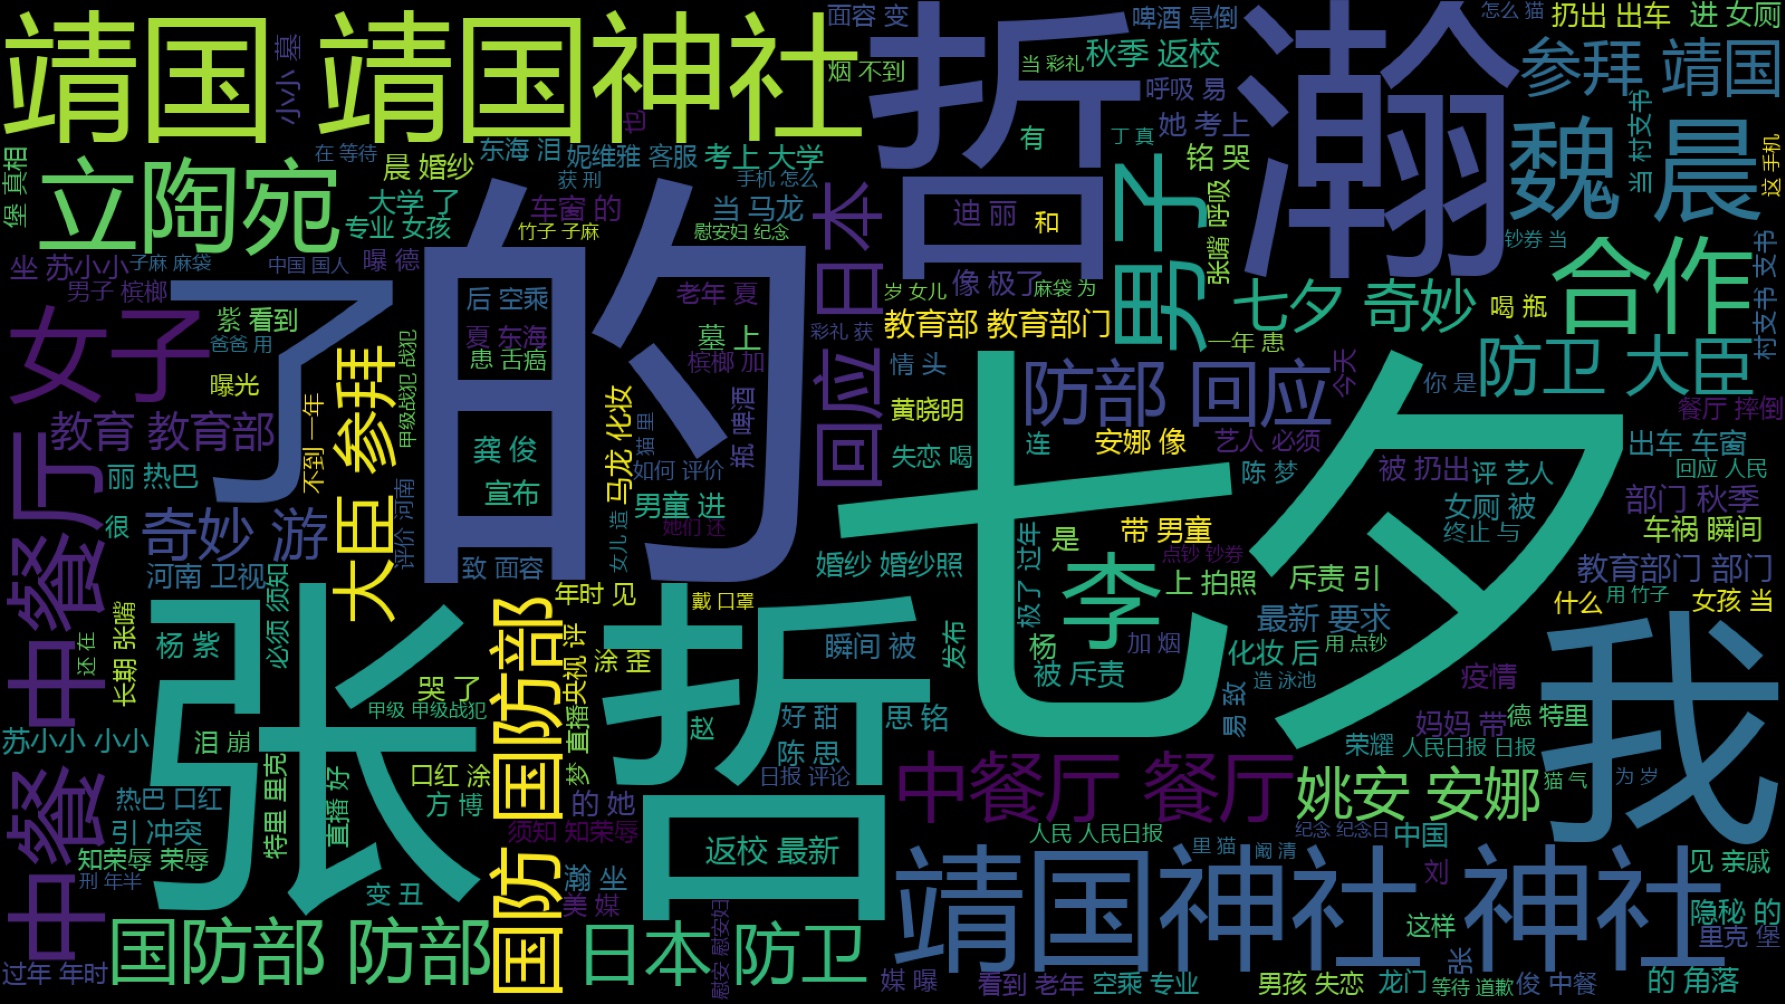 靖国 靖国神社
小小 墓
面容 变
啤酒 晕倒
怎么 猫
扔出 出车
进 女厕
哲瀚
烟 不到
当 彩礼
秋季 返校
参拜 靖国
呼吸 易
村支书
当 村支书
堡 真相
立陶宛
在 等待
晨 婚纱
东海 泪
妮维雅 客服
考上 大学
也
有
丁 真
她 考上
铭 哭
魏 晨
这 手机
大学 了
专业 女孩
获 刑
车窗 的
手机 怎么
当 马龙
竹子 子麻
慰安妇 纪念
日本 回应
迪 丽
和
男子
张嘴 呼吸
钞券 当
村支书 支书
坐 苏小小
子麻 麻袋
中国 国人
曝 德
男子 槟榔
了
的
后 空乘
老年 夏
岁 女儿
像 极了
麻袋 为
七夕 奇妙
喝 瓶
合作
女子
紫 看到
爸爸 用
夏 东海
患 舌癌
墓 上
槟榔 加
彩礼 获
教育部 教育部门
一年 患
防卫 大臣
曝光
大臣 参拜
甲级战犯 战犯
情 头
防部 回应
今天
你 是
餐厅 摔倒
教育 教育部
不到 一年
龚 俊
马龙 化妆
猫 里
瓶 啤酒
黄晓明
连
安娜 像
艺人 必须
出车 车窗
中餐 中餐厅
丽 热巴
宣布
如何 评价
失恋 喝
七夕
陈 梦
被 扔出
评 艺人
回应 人民
很
奇妙 游
评价 河南
男童 进
她们 还
女儿 造
女厕 被
终止 与
部门 秋季
车祸 瞬间
河南 卫视
致 面容
婚纱 婚纱照
极了 过年
是
带 男童
点钞 钞券
教育部门 部门
必须 须知
年时 见
戴 口罩
李
上 拍照
斥责 引
什么
用 竹子
女孩 当
还 在
长期 张嘴
杨 紫
张
国防 国防部
央视 评
涂 歪
哲
瞬间 被
发布
杨
加 烟
被 斥责
最新 要求
用 点钞
化妆 后
造 泳池
易 致
疫情
我
哭 了
甲级 甲级战犯
直播
好 甜
思 铭
赵
陈 思
妈妈 带
德 特里
荣耀
人民日报 日报
苏小小 小小
泪 崩
特里 里克
直播 好
口红 涂
梦
日报 评论
中餐厅 餐厅
姚安 安娜
猫 气
为 岁
热巴 口红
方 博
的 她
引 冲突
须知 知荣辱
返校 最新
人民 人民日报
纪念 纪念日
中国
知荣辱 荣辱
刑 年半
变 丑
瀚 坐
美 媒
里 猫
阚 清
靖国神社 神社
刘
见 亲戚
慰安 慰安妇
这样
隐秘 的
里克 堡
过年 年时
国防部 防部
日本 防卫
媒 曝
看到 老年
空乘 专业
男孩 失恋
龙门
张
等待 道歉
俊 中餐
的 角落